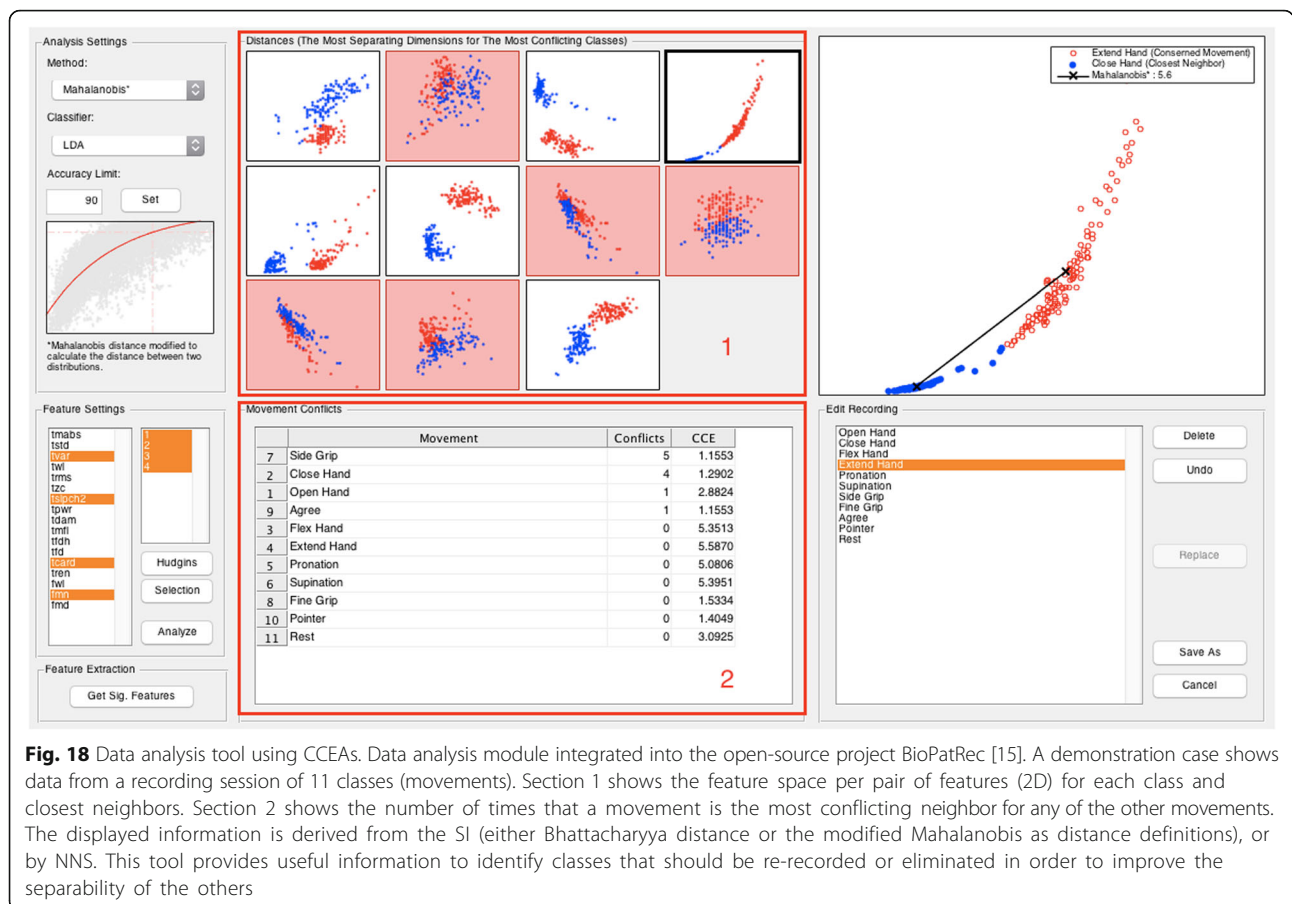 Analysis Settings
Method:
Mahalanobis*
Classifier:
LDA
Accuracy Limit:
90 Set
*Mahalanobis distance modified to
calculate the distance between two
distributions.
Distances (The Most Separating Dimensions for The Most Conflicting Classes)
1
Extend Hand (Conserned Movement)
Close Hand (Closest Neighbor)
Mahalanobis* : 5.6
Feature Settings
tmabs
tstd
tvar
twl
trms
tzc
tslpch2
tpwr
tdam
tmfl
tfdh
tfd
tcard
tren
fwl
fmn
fmd
1
2
3
4
Hudgins
Selection
Analyze
Feature Extraction
Get Sig. Features
Movement Conflicts
Movement Conflicts CCE
7 Side Grip 5 1.1553
2 Close Hand 4 1.2902
1 Open Hand 1 2.8824
9 Agree 1 1.1553
3 Flex Hand 0 5.3513
4 Extend Hand 0 5.5870
5 Pronation 0 5.0806
6 Supination 0 5.3951
8 Fine Grip 0 1.5334
10 Pointer 0 1.4049
11 Rest 0 3.0925
2
Edit Recording
Open Hand
Close Hand
Flex Hand
Extend Hand
Pronation
Supination
Side Grip
Fine Grip
Agree
Pointer
Rest
Delete
Undo
Replace
Save As
Cancel
Fig. 18 Data analysis tool using CCEAs. Data analysis module integrated into the open-source project BioPatRec [15]. A demonstration case shows
data from a recording session of 11 classes (movements). Section 1 shows the feature space per pair of features (2D) for each class and
closest neighbors. Section 2 shows the number of times that a movement is the most conflicting neighbor for any of the other movements.
The displayed information is derived from the SI (either Bhattacharyya distance or the modified Mahalanobis as distance definitions), or
by NNS. This tool provides useful information to identify classes that should be re-recorded or eliminated in order to improve the
separability of the others